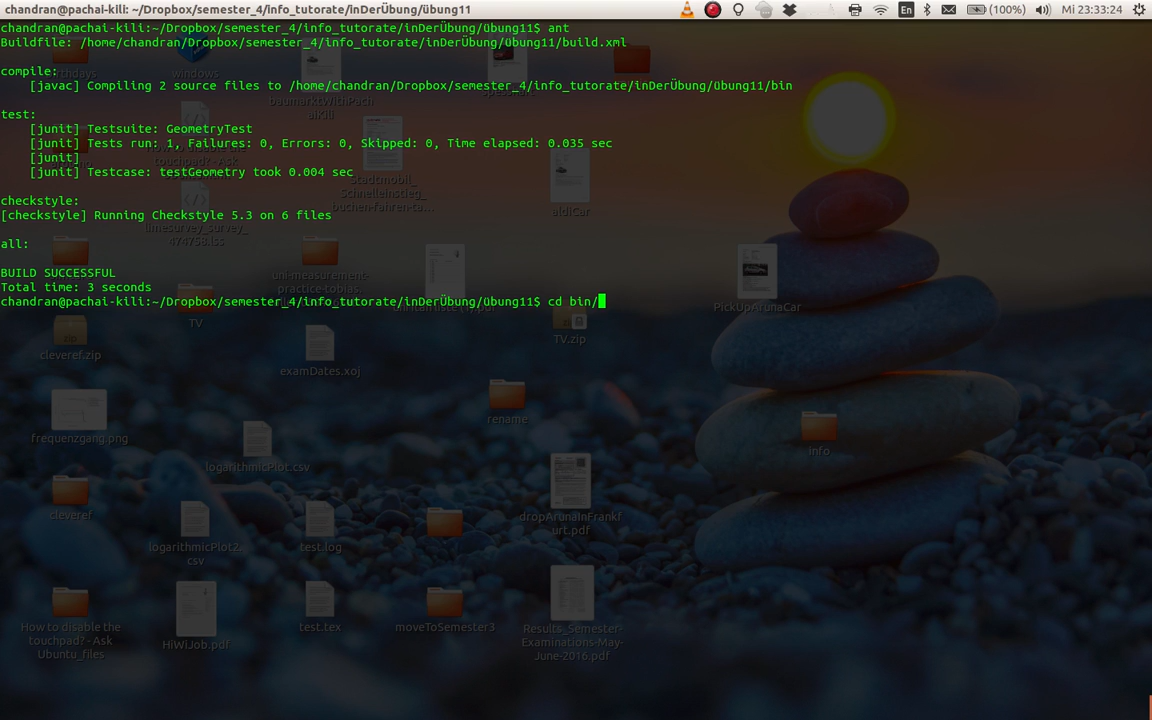 chandran@pachai-kili: ~/Dropbox/semester_4/info_tutorate/inDerÜbung/übung11
En
(100%)
Mi 23:33:24
chandran@pachai-kili:~/Dropbox/semester_4/info_tutorate/inDerÜbung/übung11$ ant
Buildfile: /home/chandran/Dropbox/semester_4/info_tutorate/inDerÜbung/übung11/build.xml
compile:
[javac] Compiling 2 source files to /home/chandran/Dropbox/semester_4/info_tutorate/inDerÜbung/übung11/bin
test:
[junit] Testsuite: GeometryTest
[junit] Tests run: 1, Failures: 0, Errors: 0, Skipped: 0, Time elapsed: 0.035 sec
[junit]
[junit] Testcase: testGeometry took 0.004 sec
checkstyle:
[checkstyle] Running Checkstyle 5.3 on 6 files
all:
BUILD SUCCESSFUL
Total time: 3 seconds
chandran@pachai-kili:~/Dropbox/semester_4/info_tutorate/inDerÜbung/übung11$ cd bin/
windows
baumarktWithPach
aiKili
touchpad? - Ask
Stadtmobil_
Schnelleinstieg_
buchen-fahren-ta...
aldiCar
limesurvey_survey_
474758.lss
uni-measurement-
practice-tobias.
PickUpArunaCar
TV
TV.zip
cleveref.zip
examDates.xoj
rename
frequenzgang.png
logarithmicPlot.csv
info
cleveref
logarithmicPlot2.
csv
test.log
dropArunaInFrankf
urt.pdf
How to disable the
touchpad? - Ask
Ubuntu_files
HiWiJob.pdf
test.tex
moveToSemester3
Results_Semester-
Examinations-May-
June-2016.pdf